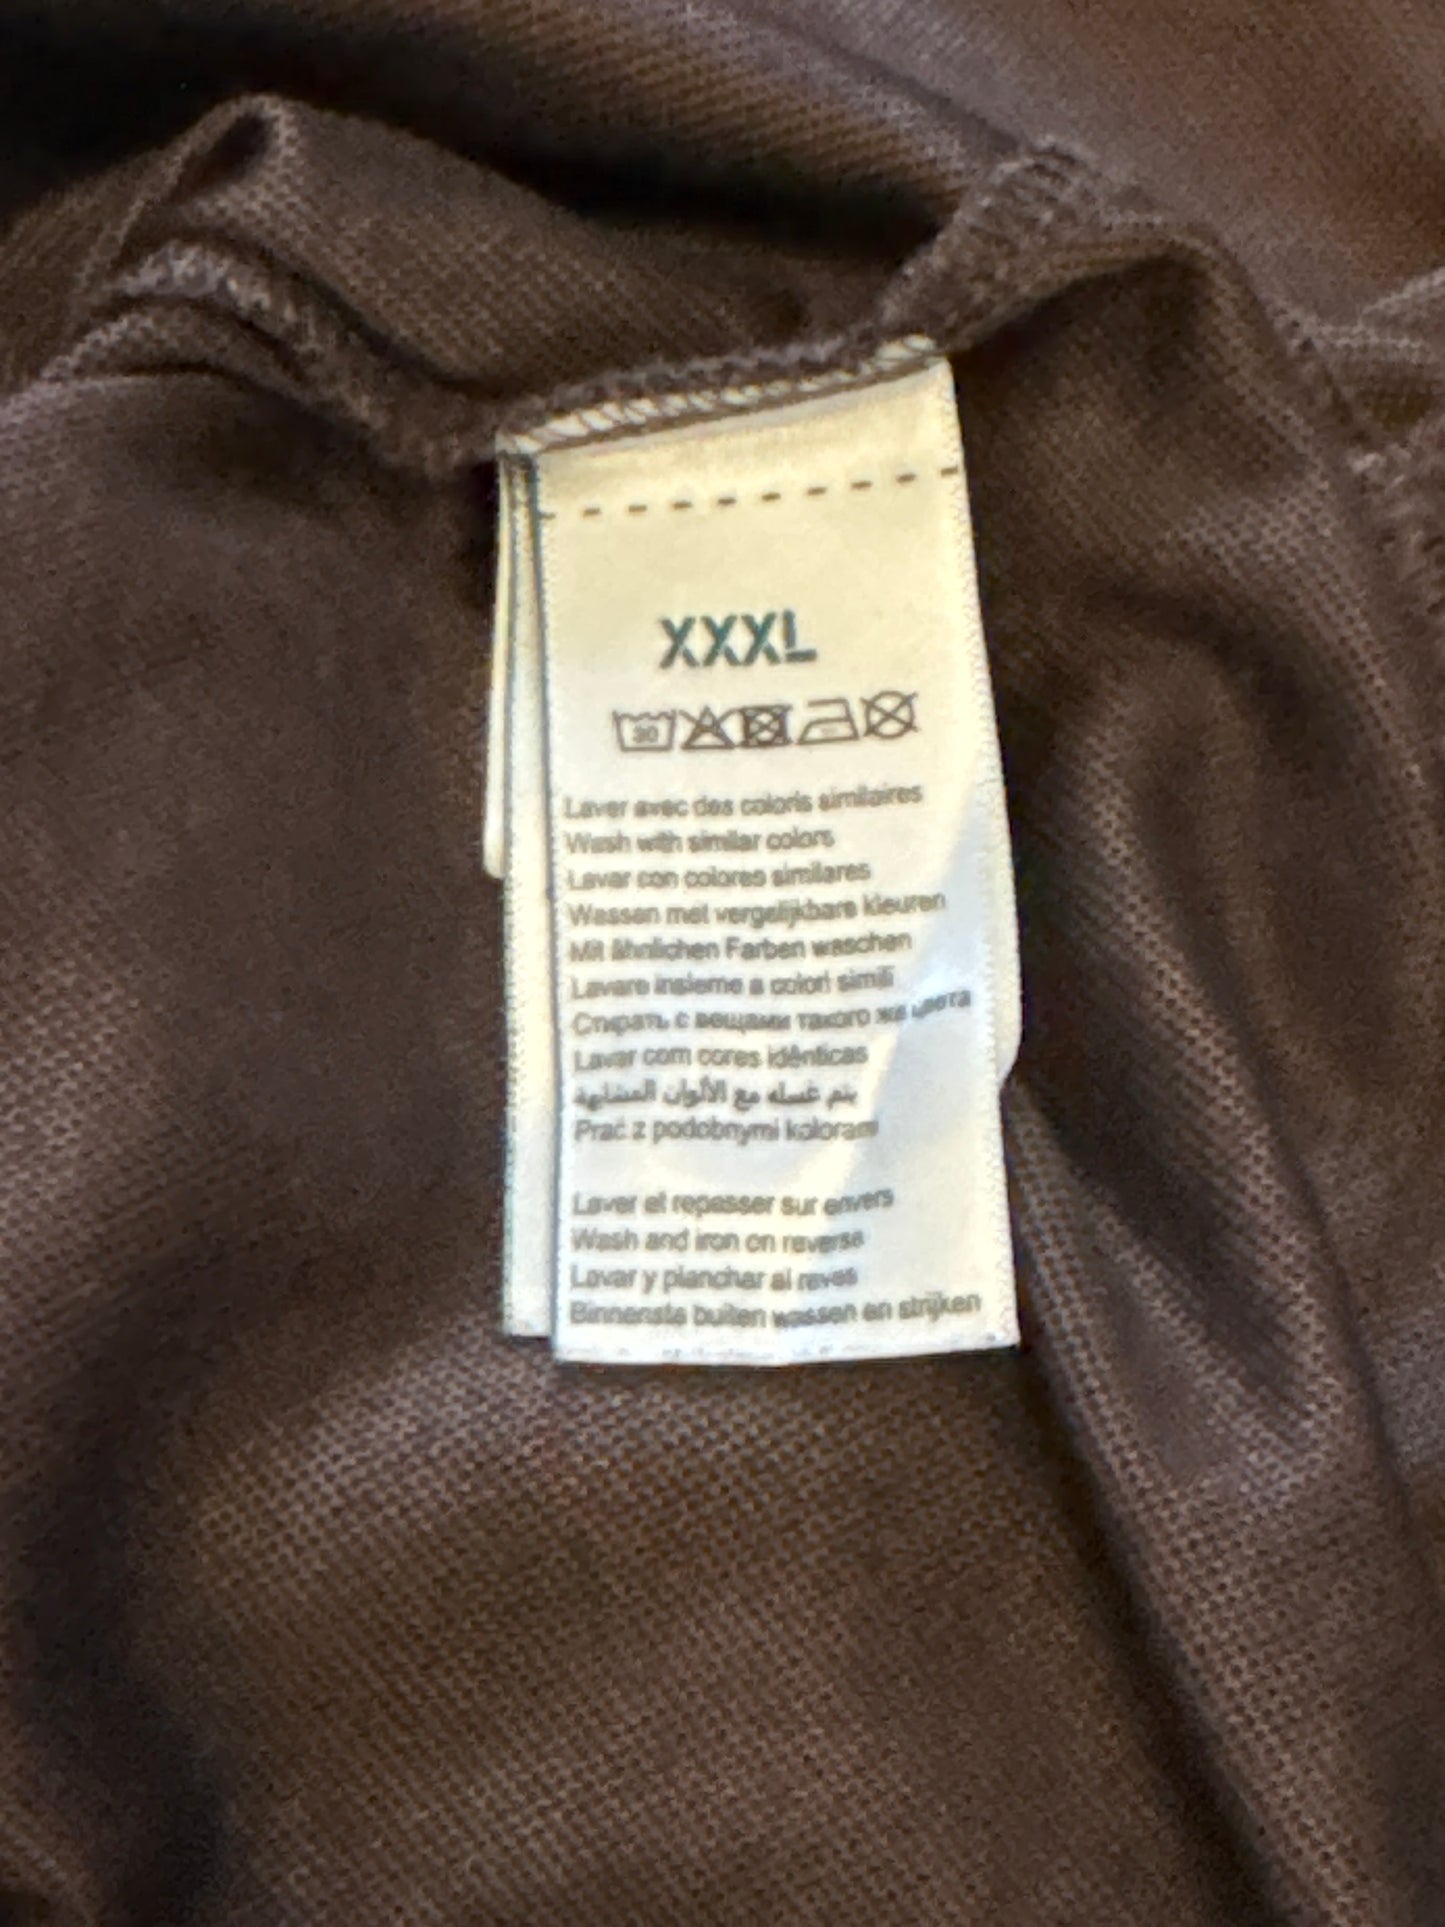 XXXL
30
Laver avec des coloris similaires
Wash with similar colors
Lavar con colores similares
Wassen met vergelijkbare kleuren
Mit ähnlichen Farben waschen
Lavare insieme a colori simili
Стирать с вещами такого же цвета
Lavar com cores idênticas
يتم غسله مع الألوان المشابهة
Prać z podobnymi kolorami
Laver et repasser sur envers
Wash and iron on reverse
Lavar y planchar al reves
Binnenste buiten wassen en strijken